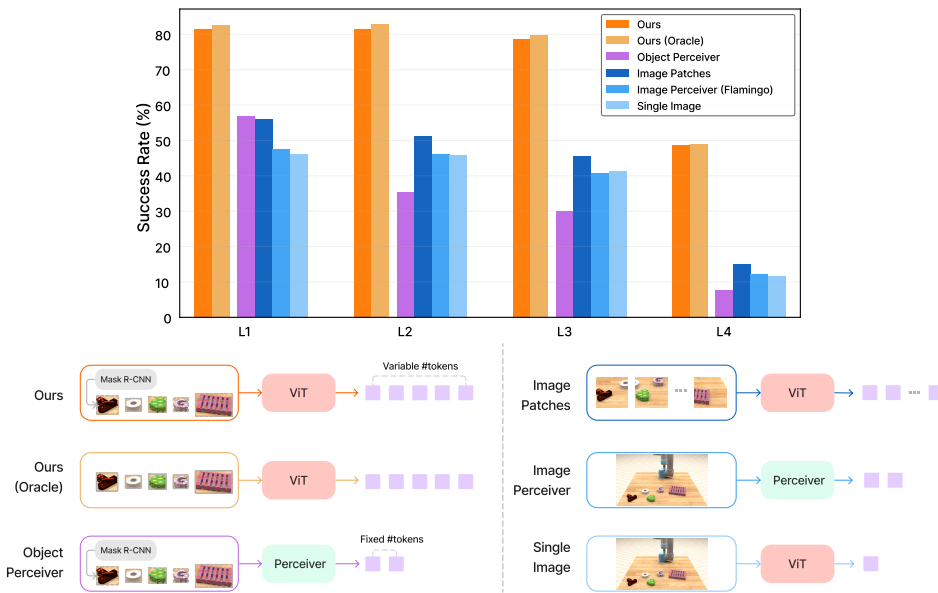 80
70
60
50
40
30
20
10
0
Success Rate (%)
Ours
Ours (Oracle)
Object Perceiver
Image Patches
Image Perceiver (Flamingo)
Single Image
L1
L2
L3
L4
Ours
Mask R-CNN
ViT
Variable #tokens
Ours
(Oracle)
ViT
Object
Perceiver
Mask R-CNN
Perceiver
Fixed #tokens
Image
Patches
ViT
Image
Perceiver
Perceiver
Single
Image
ViT